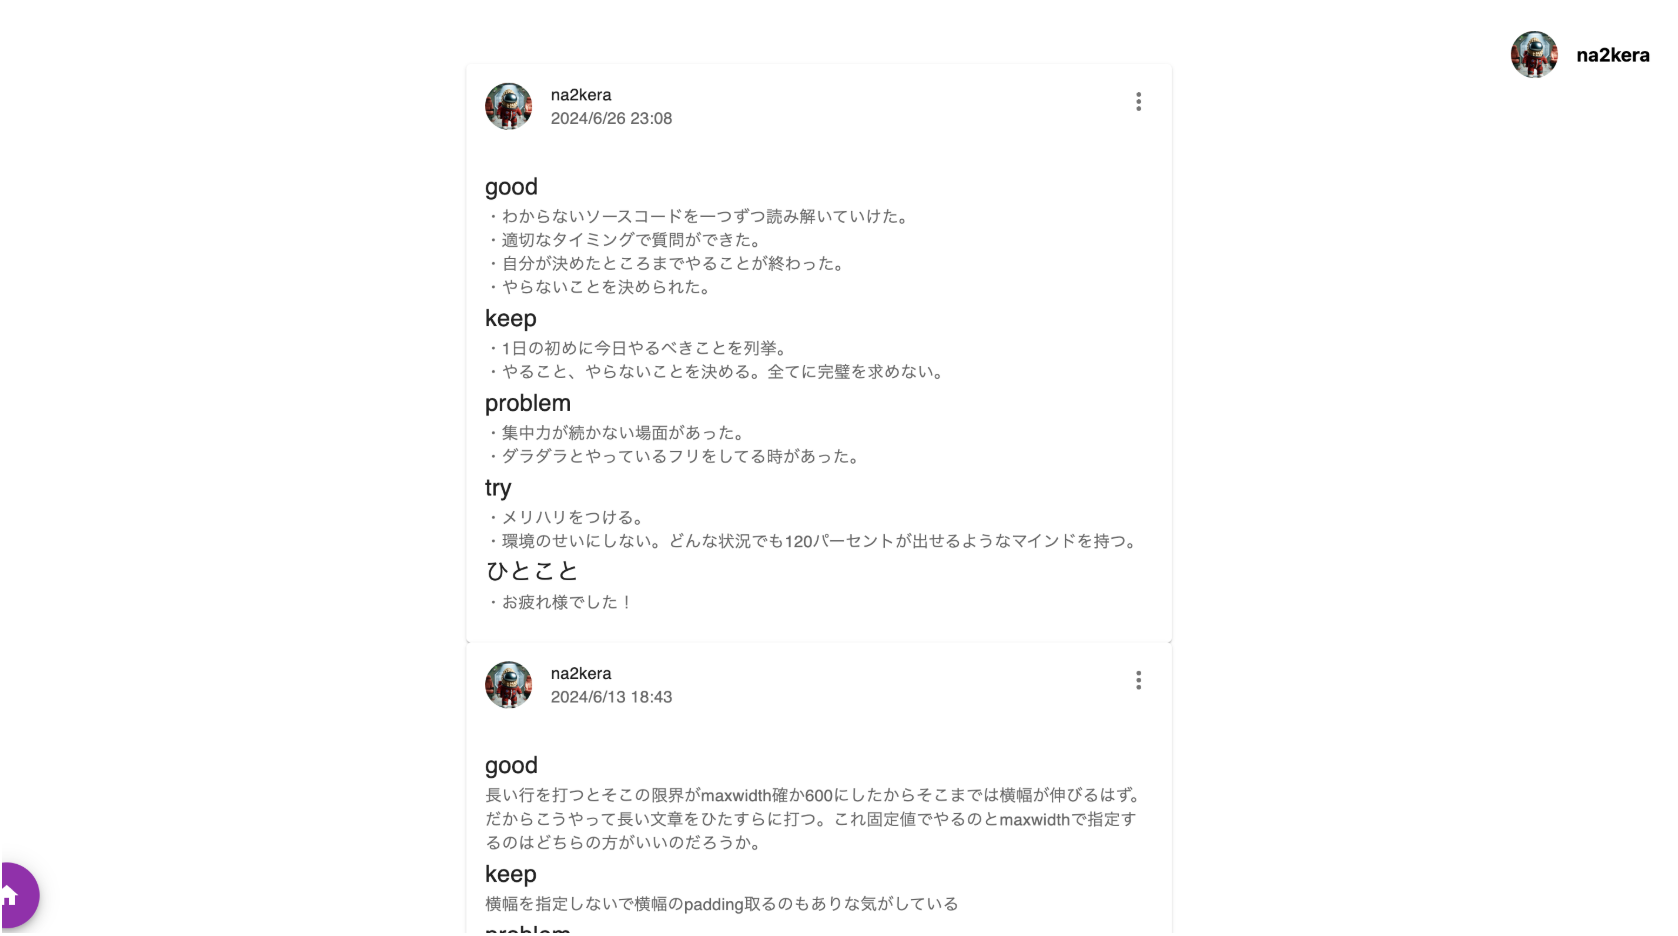 na2kera
na2kera
2024/6/26 23:08
good
・わからないソースコードを一つずつ読み解いていけた。
・適切なタイミングで質問ができた。
・自分が決めたところまでやることが終わった。
・やらないことを決められた。
keep
・1日の初めに今日やるべきことを列挙。
・やること、やらないことを決める。全てに完璧を求めない。
problem
・集中力が続かない場面があった。
・ダラダラとやっているフリをしてる時があった。
try
・メリハリをつける。
・環境のせいにしない。どんな状況でも120パーセントが出せるようなマインドを持つ。
ひとこと
・お疲れ様でした！
na2kera
2024/6/13 18:43
good
長い行を打つとそこの限界がmaxwidth確か600にしたからそこまでは横幅が伸びるはず。
だからこうやって長い文章をひたすらに打つ。これ固定値でやるのとmaxwidthで指定す
るのはどちらの方がいいのだろうか。
keep
横幅を指定しないで横幅のpadding取るのもありな気がしている
problem